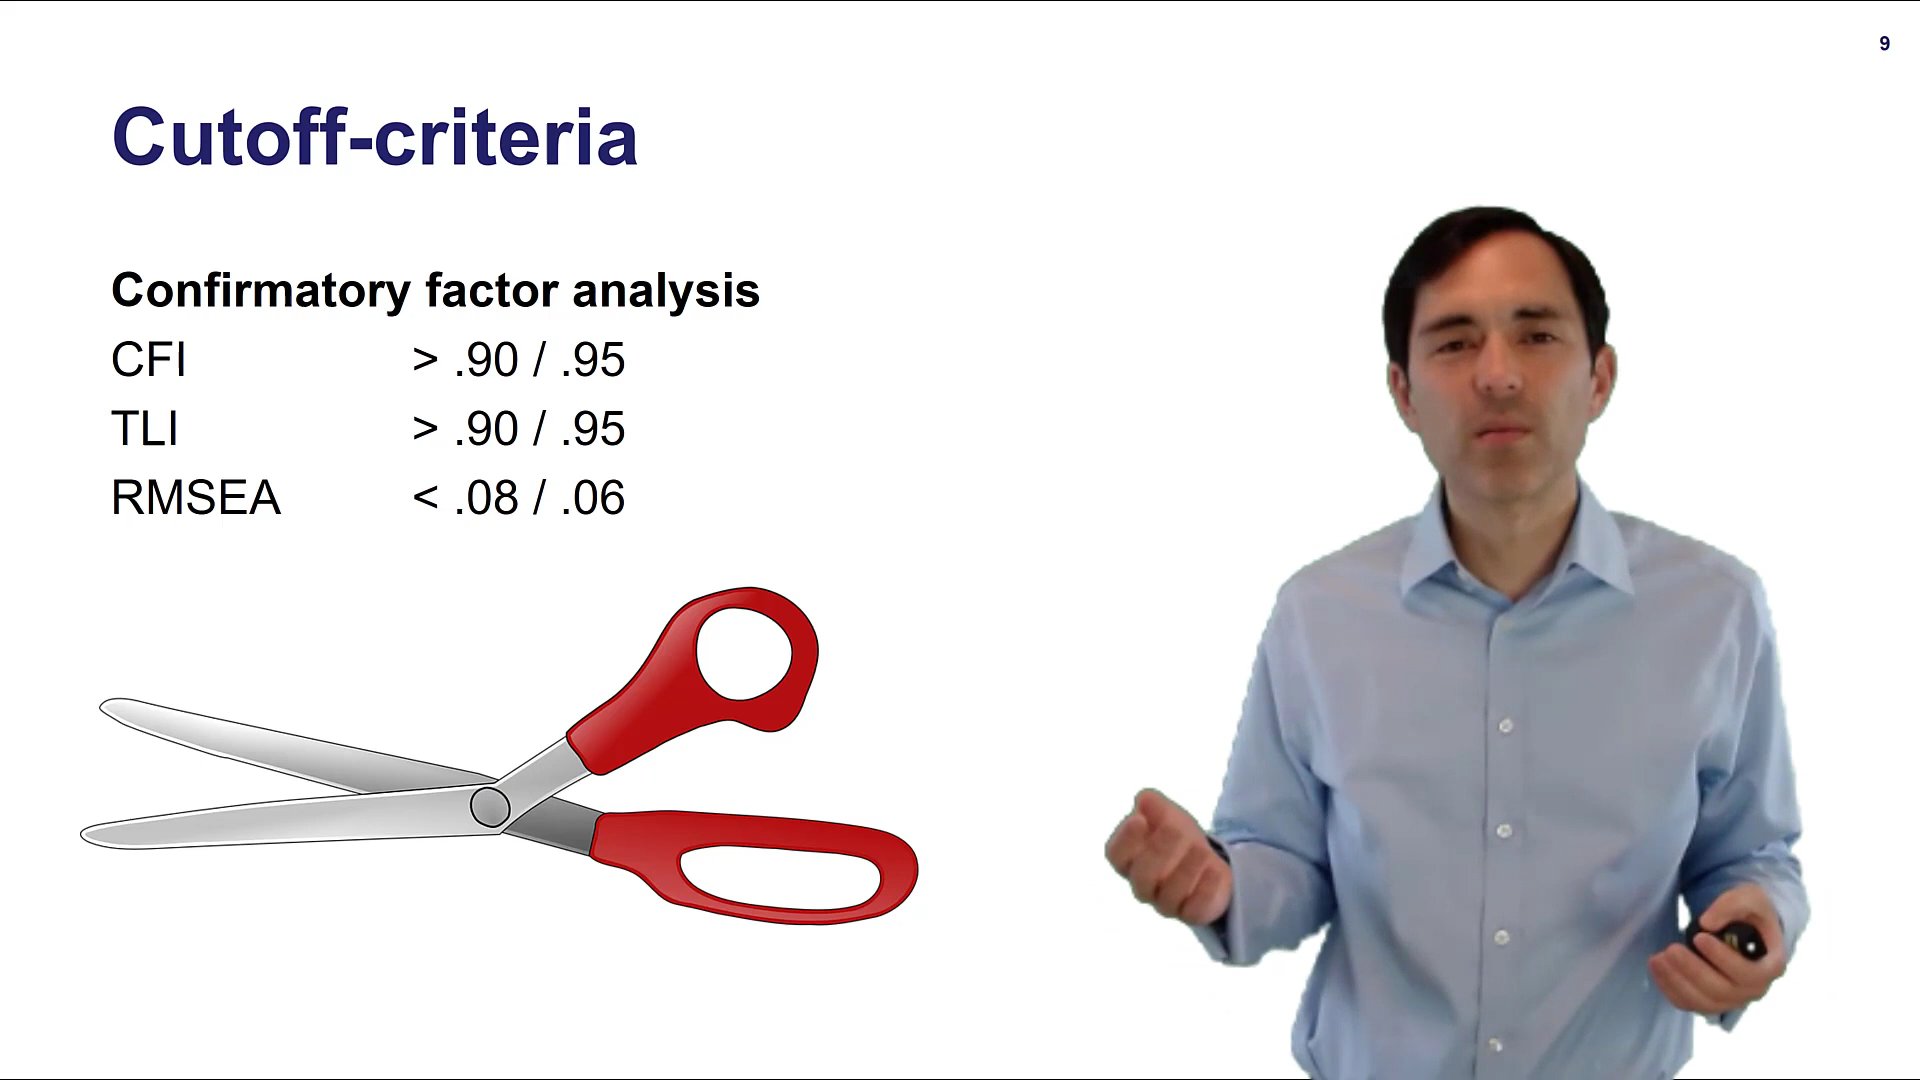 9
Cutoff-criteria
Confirmatory factor analysis
CFI > .90 / .95
TLI > .90 / .95
RMSEA < .08 / .06